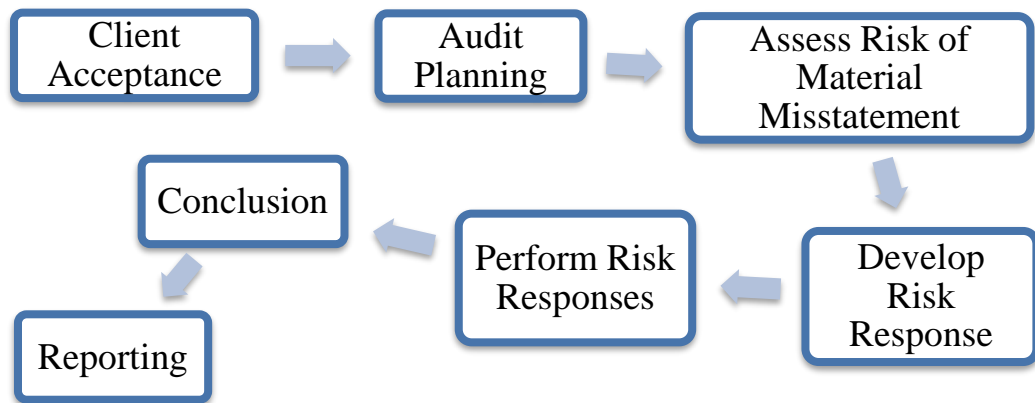 Client
Acceptance
Audit
Planning
Assess Risk of
Material
Misstatement
Develop
Risk
Response
Perform Risk
Responses
Conclusion
Reporting